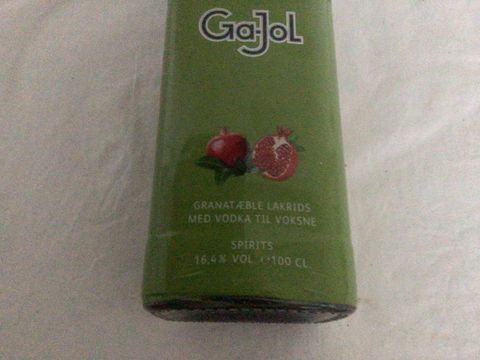 Ga-Jol
GRANATÆBLE LAKRIDS
MED VODKA TIL VOKSNE
SPIRITS
16,4% VOL. 100 CL.